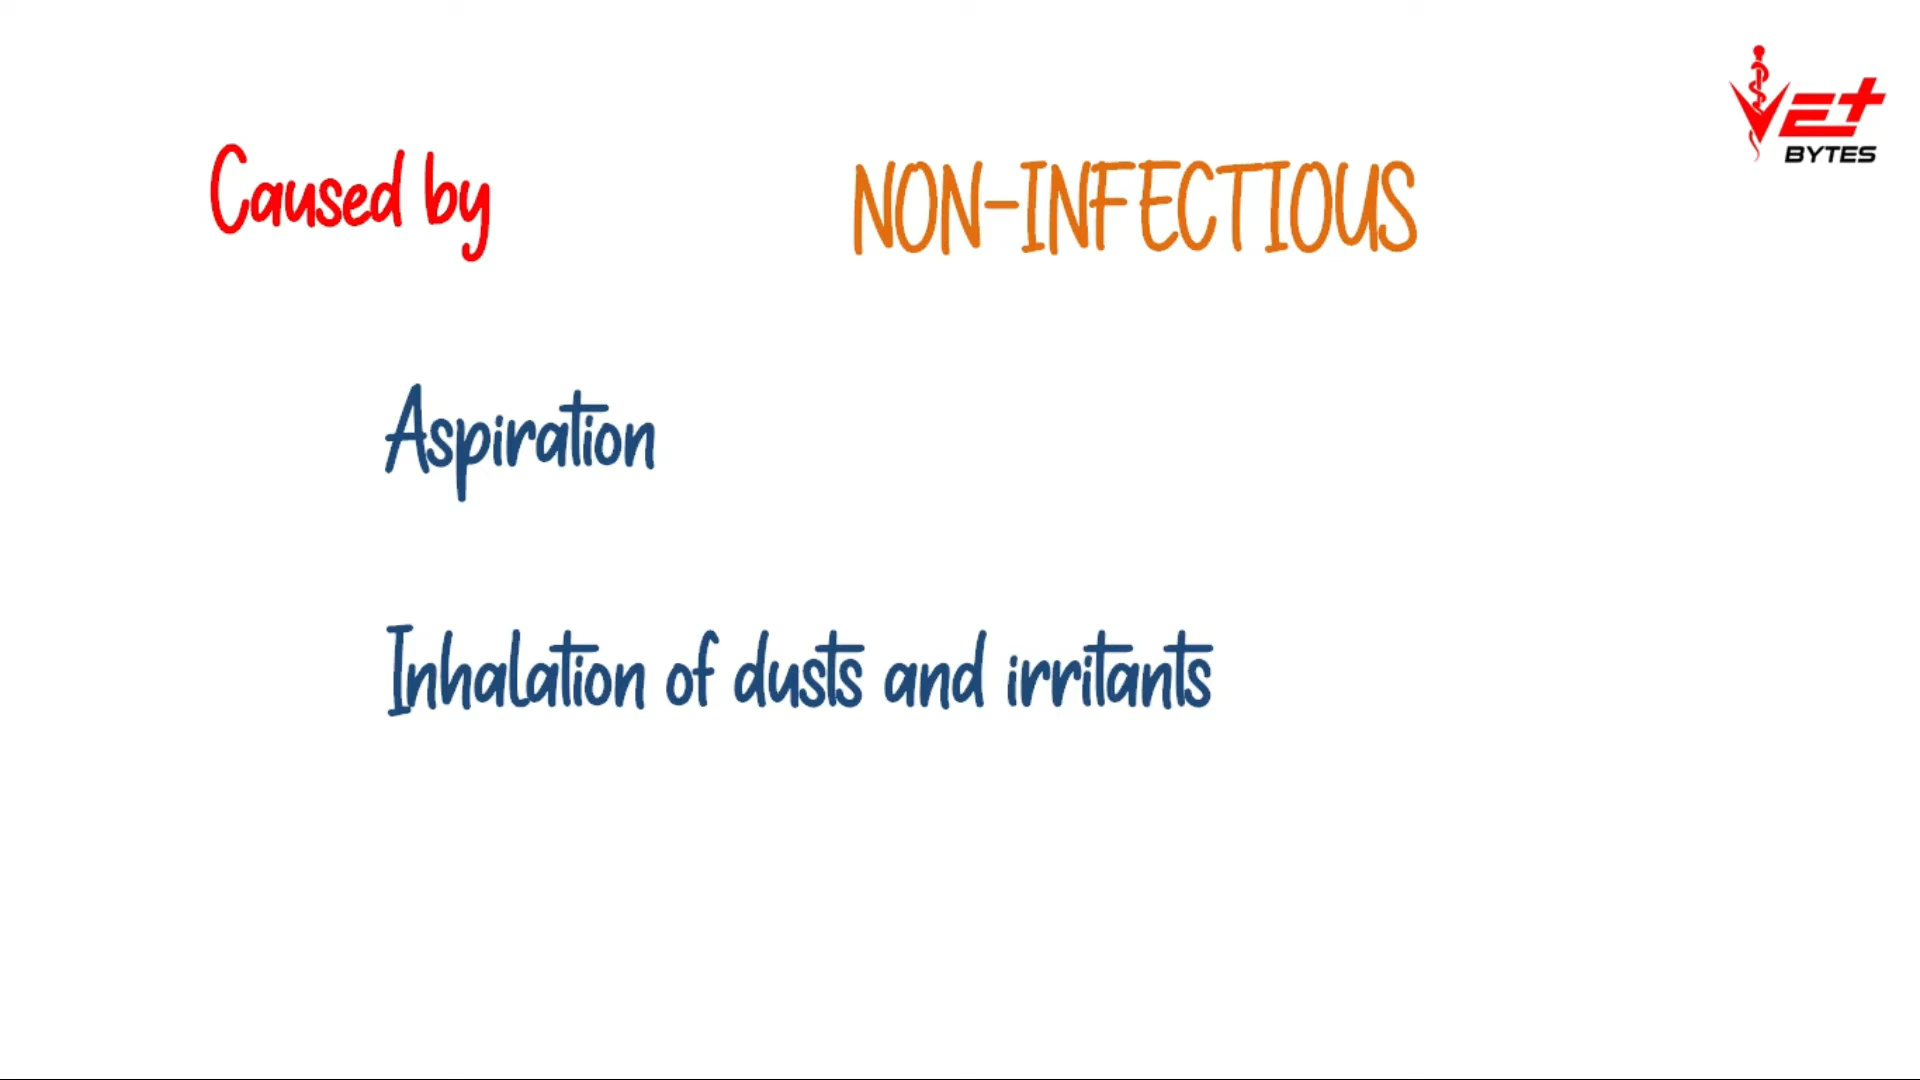 Caused by NON-INFECTIOUS
Vet
BYTES
Aspiration
Inhalation of dusts and irritants